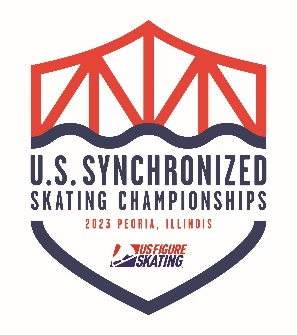 U.S. SYNCHRONIZED
SKATING CHAMPIONSHIPS
2023 PEORIA, ILLINOIS
US FIGURE
SKATING